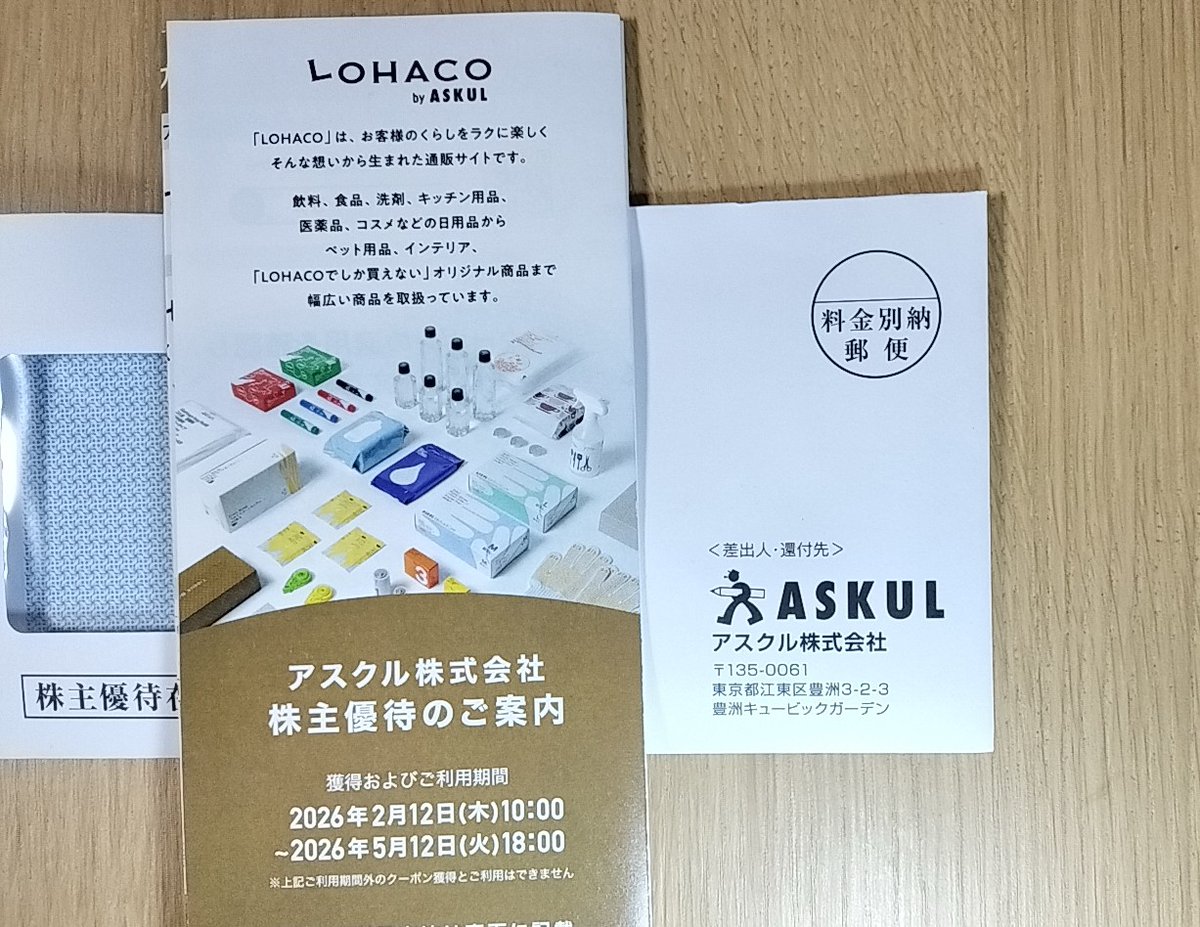 LOHACO
by ASKUL
「LOHACO」は、お客様のくらしをラクに楽しく
そんな想いから生まれた通販サイトです。
飲料、食品、洗剤、キッチン用品、
医薬品、コスメなどの日用品から
ペット用品、インテリア、
「LOHACOでしか買えない」オリジナル商品まで
幅広い商品を取扱っています。
アスクル株式会社
株主優待のご案内
獲得およびご利用期間
2026年2月12日(木)10:00
~2026年5月12日(火)18:00
※上記ご利用期間外のクーポン獲得とご利用はできません
株主優待
料金別納
郵便
<差出人・還付先>
ASKUL
アスクル株式会社
〒135-0061
東京都江東区豊洲3-2-3
豊洲キュービックガーデン